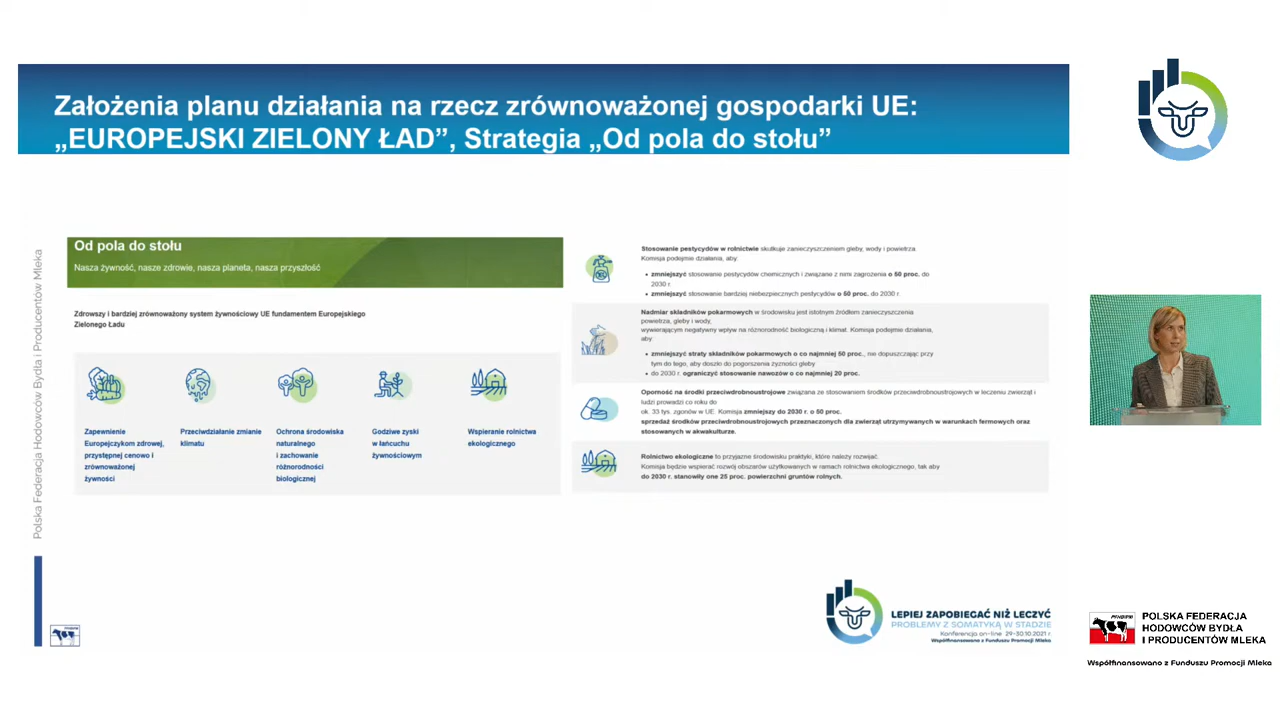 Założenia planu działania na rzecz zrównoważonej gospodarki UE:
„EUROPEJSKI ZIELONY ŁAD”, Strategia „Od pola do stołu”
Polska Federacja Hodowców Bydła i Producentów Mleka
Od pola do stołu
Nasza żywność, nasze zdrowie, nasza planeta, nasza przyszłość
Zdrowszy i bardziej zrównoważony system żywnościowy UE fundamentem Europejskiego
Zielonego Ładu
Zapewnienie
Europejczykom zdrowej,
przystępnej cenowo i
zrównoważonej
żywności
Przeciwdziałanie zmianie
klimatu
Ochrona środowiska
naturalnego
i zachowanie
różnorodności
biologicznej
Godziwe zyski
w łańcuchu
żywnościowym
Wspieranie rolnictwa
ekologicznego
Stosowanie pestycydów w rolnictwie skutkuje zanieczyszczeniem gleby, wody i powietrza.
Komisja podejmie działania, aby:
• zmniejszyć stosowanie pestycydów chemicznych i związane z nimi zagrożenia o 50 proc. do
2030 r.
• zmniejszyć stosowanie bardziej niebezpiecznych pestycydów o 50 proc. do 2030 r.
Nadmiar składników pokarmowych w środowisku jest istotnym źródłem zanieczyszczenia
powietrza, gleby i wody,
wywierającym negatywny wpływ na różnorodność biologiczną i klimat. Komisja podejmie działania,
aby
• zmniejszyć straty składników pokarmowych o co najmniej 50 proc., nie dopuszczając przy
tym do tego, aby doszło do pogorszenia żyzności gleby
• do 2030 r. ograniczyć stosowanie nawozów o co najmniej 20 proc.
Oporność na środki przeciwdrobnoustrojowe związana ze stosowaniem środków przeciwdrobnoustrojowych w leczeniu zwierząt i
ludzi prowadzi co roku do
ok. 33 tys. zgonów w UE. Komisja zmniejszy do 2030 r. o 50 proc.
sprzedaż środków przeciwdrobnoustrojowych przeznaczonych dla zwierząt utrzymywanych w warunkach fermowych oraz
stosowanych w akwakulturze.
Rolnictwo ekologiczne to przyjazne środowisku praktyki, które należy rozwijać.
Komisja będzie wspierać rozwój obszarów użytkowanych w ramach rolnictwa ekologicznego, tak aby
do 2030 r. stanowiły one 25 proc. powierzchni gruntów rolnych.
LEPIEJ ZAPOBIEGAĆ NIŻ LECZYĆ
PROBLEMY Z SOMATYKĄ W STADZIE
Konferencja on-line 29-30.10.2021 r.
Współfinansowano z Funduszu Promocji Mleka
POLSKA FEDERACJA
HODOWCÓW BYDŁA
I PRODUCENTÓW MLEKA
Współfinansowano z Funduszu Promocji Mleka